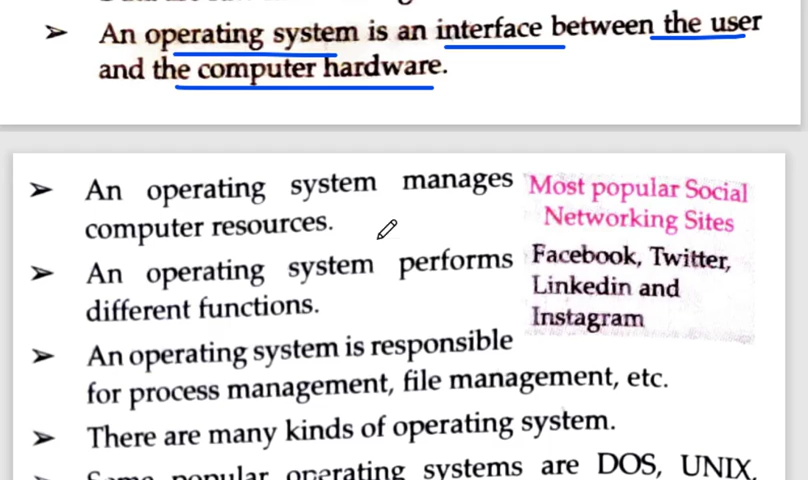 ➢ An operating system is an interface between the user
and the computer hardware.
➢ An operating system manages
computer resources.
➢ An operating system performs
different functions.
➢ An operating system is responsible
for process management, file management, etc.
➢ There are many kinds of operating system.
popular operating systems are DOS, UNIX,
Most popular Social
Networking Sites
Facebook, Twitter,
Linkedin and
Instagram